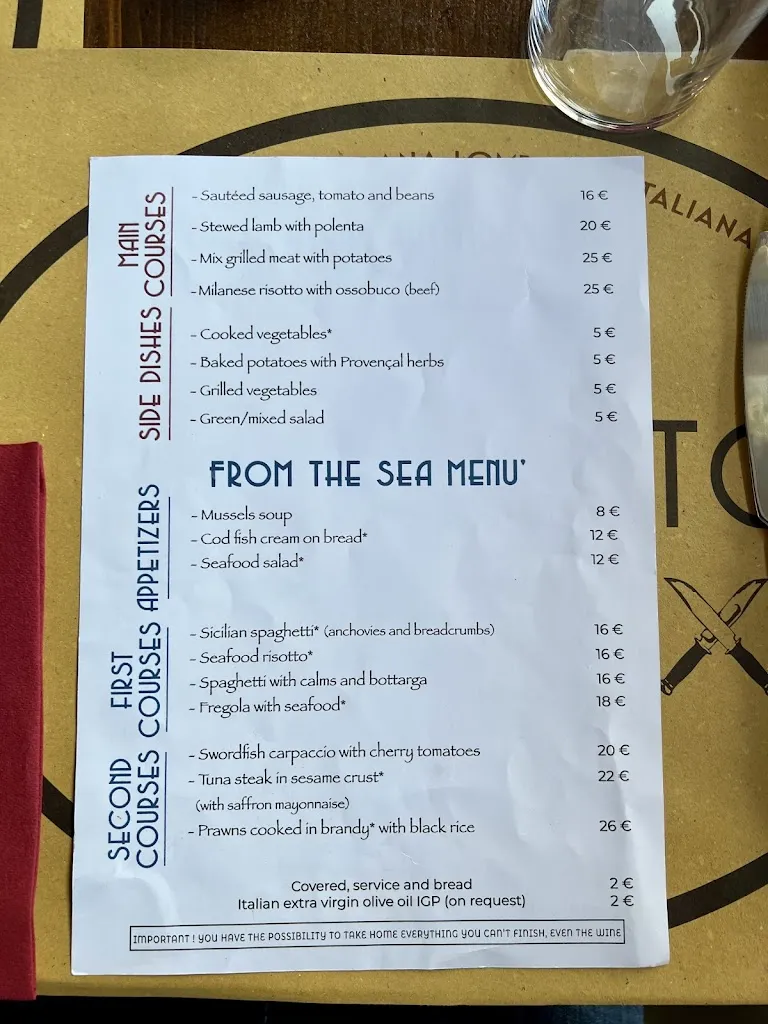 TALIANA
MAIN COURSES
- Sautéed sausage, tomato and beans 16 €
- Stewed lamb with polenta 20 €
- Mix grilled meat with potatoes 25 €
- Milanese risotto with ossobuco (beef) 25 €
SIDE DISHES
- Cooked vegetables* 5 €
- Baked potatoes with Provençal herbs 5 €
- Grilled vegetables 5 €
- Green/mixed salad 5 €
FROM THE SEA MENU'
APPETIZERS
- Mussels soup 8 €
- Cod fish cream on bread* 12 €
- Seafood salad* 12 €
FIRST COURSES
- Sicilian spaghetti* (anchovies and breadcrumbs) 16 €
- Seafood risotto* 16 €
- Spaghetti with calms and bottarga 16 €
- Fregola with seafood* 18 €
SECOND COURSES
- Swordfish carpaccio with cherry tomatoes 20 €
- Tuna steak in sesame crust* 22 €
(with saffron mayonnaise)
- Prawns cooked in brandy* with black rice 26 €
Covered, service and bread 2 €
Italian extra virgin olive oil IGP (on request) 2 €
IMPORTANT ! YOU HAVE THE POSSIBILITY TO TAKE HOME EVERYTHING YOU CAN'T FINISH, EVEN THE WINE